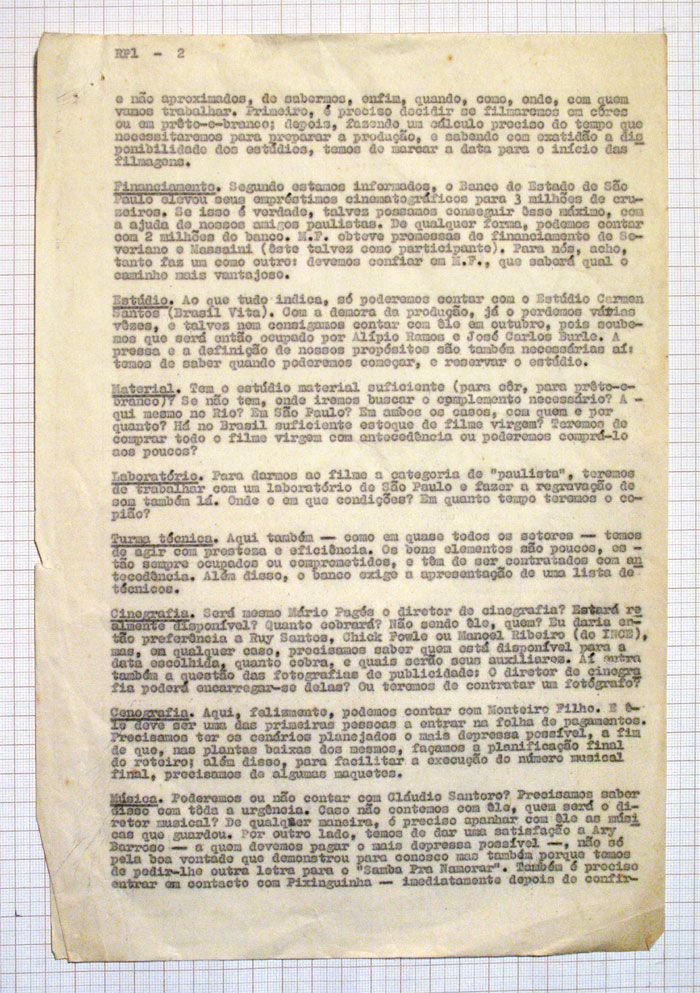 RP1 - 2
e não aproximados, de sabermos, enfim, quando, como, onde, com quem
vamos trabalhar. Primeiro, é preciso decidir se filmaremos em côres
ou em prêto-e-branco; depois, fazendo um cálculo preciso do tempo que
necessitaremos para preparar a produção, e sabendo com exatidão a dis
ponibilidade dos estúdios, temos de marcar a data para o início das
filmagens.
Financiamento. Segundo estamos informados, o Banco do Estado de São
Paulo elevou seus empréstimos cinematográficos para 3 milhões de cru-
zeiros. Se isso é verdade, talvez possamos conseguir êsse máximo, com
a ajuda de nossos amigos paulistas. De qualquer forma, podemos contar
com 2 milhões do banco. M.F. obteve promessas de financiamento de Se-
veriano e Massaini (êste talvez como participante). Para nós, acho,
tanto faz um como outro: devemos confiar em M.F., que saberá qual o
caminho mais vantajoso.
Estúdio. Ao que tudo indica, só poderemos contar com o Estúdio Carmen
Santos (Brasil Vita). Com a demora da produção, já o perdemos várias
vêzes, e talvez nem consigamos contar com êle em outubro, pois soube-
mos que será então ocupado por Alípio Ramos e José Carlos Burle. A
pressa e a definição de nossos propósitos são também necessárias aí:
temos de saber quando poderemos começar, e reservar o estúdio.
Material. Tem o estúdio material suficiente (para côr, para prêto-e-
branco)? Se não tem, onde iremos buscar o complemento necessário? A -
qui mesmo no Rio? Em São Paulo? Em ambos os casos, com quem e por
quanto? Há no Brasil suficiente estoque de filme virgem? Teremos de
comprar todo o filme virgem com antecedência ou poderemos comprá-lo
aos poucos?
Laboratório. Para darmos ao filme a categoria de "paulista", teremos
de trabalhar com um laboratório de São Paulo e fazer a regravação de
som também lá. Onde e em que condições? Em quanto tempo teremos o co-
pião?
Turma técnica. Aqui também — como em quase todos os setores — temos
de agir com presteza e eficiência. Os bons elementos são poucos, es -
tão sempre ocupados ou comprometidos, e têm de ser contratados com an
tecedência. Além disso, o banco exige a apresentação de uma lista de
técnicos.
Cinegrafia. Será mesmo Mário Pagés o diretor de cinegrafia? Estará re
almente disponível? Quanto cobrará? Não sendo êle, quem? Eu daria en-
tão preferência a Ruy Santos, Chick Fowle ou Manoel Ribeiro (do INCE),
mas, em qualquer caso, precisamos saber quem está disponível para a
data escolhida, quanto cobra, e quais serão seus auxiliares. Aí entra
também a questão das fotografias de publicidade: O diretor de cinegra
fia poderá encarregar-se delas? Ou teremos de contratar um fotógrafo?
Cenografia. Aqui, felizmente, podemos contar com Monteiro Filho. E ê-
le deve ser uma das primeiras pessoas a entrar na folha de pagamentos.
Precisamos ter os cenários planejados o mais depressa possível, a fim
de que, nas plantas baixas dos mesmos, façamos a planificação final
do roteiro; além disso, para facilitar a execução do número musical
final, precisamos de algumas maquetes.
Música. Poderemos ou não contar com Cláudio Santoro? Precisamos saber
disso com tôda a urgência. Caso não contemos com êle, quem será o di-
retor musical? De qualquer maneira, é preciso apanhar com êle as músi
cas que guardou. Por outro lado, temos de dar uma satisfação a Ary
Barroso — a quem devemos pagar o mais depressa possível —, não só
pela boa vontade que demonstrou para conosco mas também porque temos
de pedir-lhe outra letra para o "Samba Pra Namorar". Também é preciso
entrar em contacto com Pixinguinha — imediatamente depois de confir-